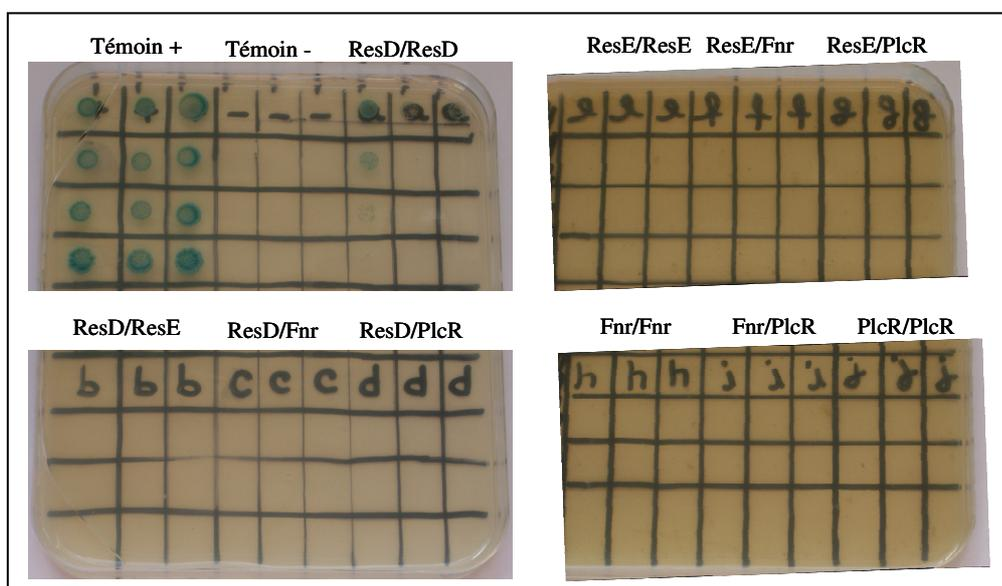 Témoin + Témoin - ResD/ResD
+ + + - - - a a a
ResE/ResE ResE/Fnr ResE/PlcR
e e e f f f g g g
ResD/ResE ResD/Fnr ResD/PlcR
b b b c c c d d d
Fnr/Fnr Fnr/PlcR PlcR/PlcR
h h h i i i j j j